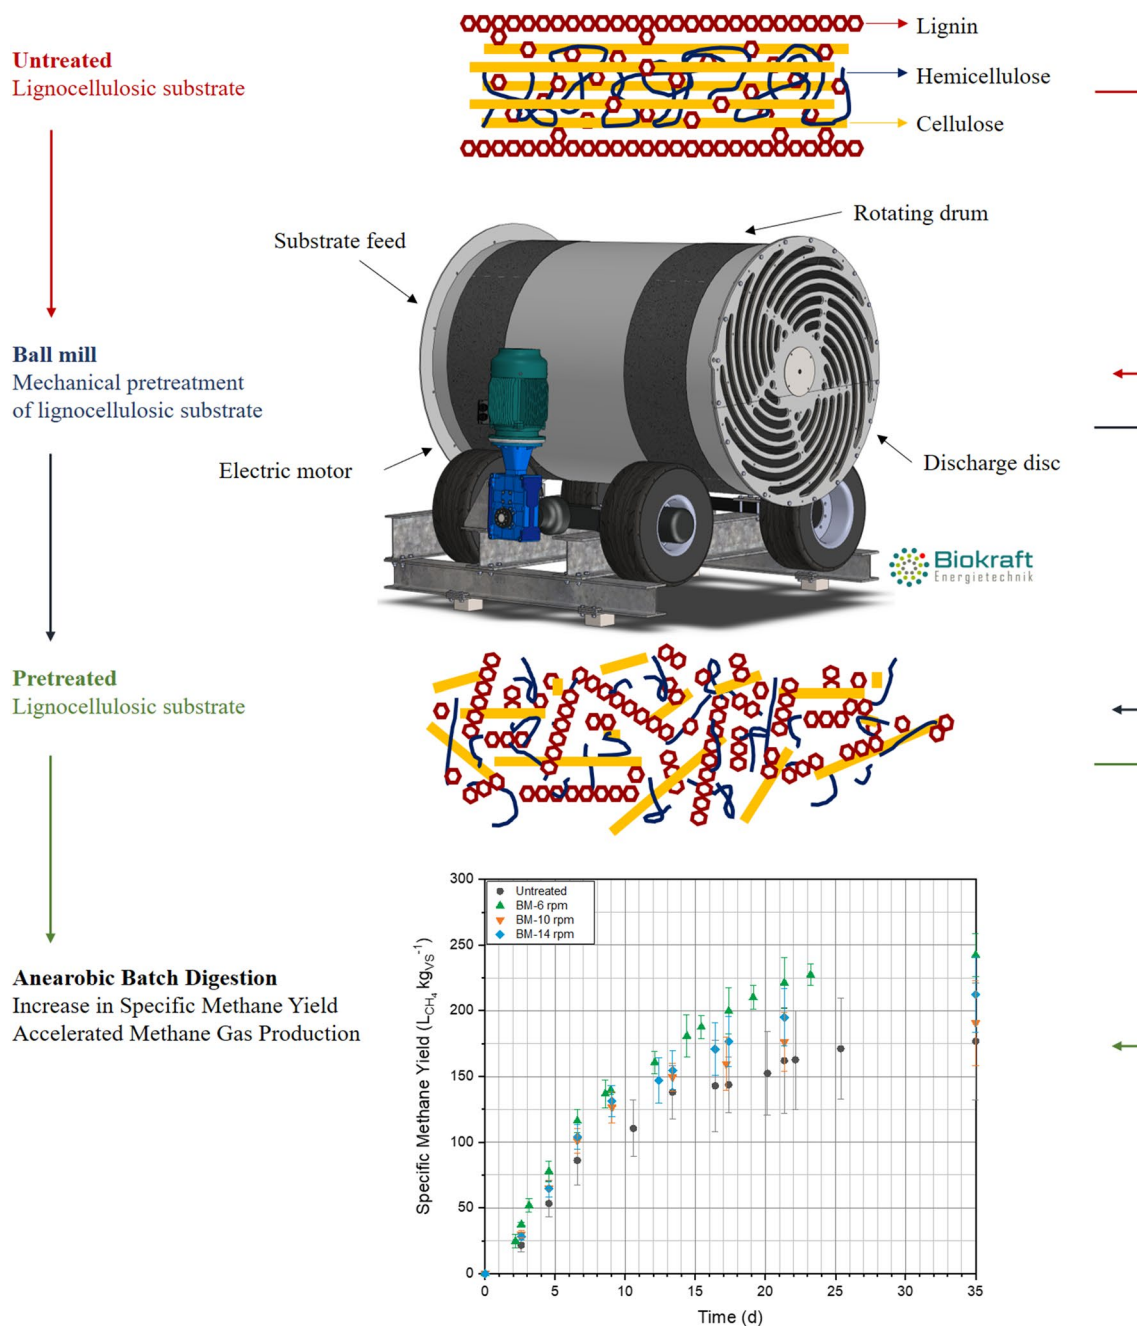 Lignin
Untreated
Lignocellulosic substrate
Hemicellulose
Cellulose
Rotating drum
Substrate feed
Ball mill
Mechanical pretreatment
of lignocellulosic substrate
Electric motor
Discharge disc
Biokraft
Energietechnik
Pretreated
Lignocellulosic substrate
Anearobic Batch Digestion
Increase in Specific Methane Yield
Accelerated Methane Gas Production
Specific Methane Yield (L_CH₄ kg_VS⁻¹)
300
250
200
150
100
50
0
Untreated
BM-6 rpm
BM-10 rpm
BM-14 rpm
0 5 10 15 20 25 30 35
Time (d)